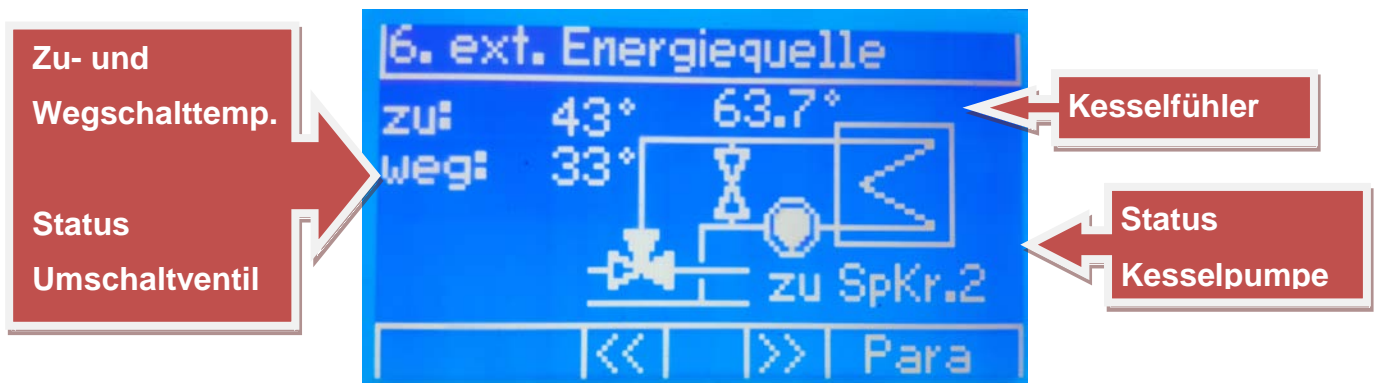 Zu- und
Wegschalttemp.
Status
Umschaltventil
6. ext. Energiequelle
zu: 43° 63.7°
weg: 33°
zu SpKr.2
<< >> Para
Kesselfühler
Status
Kesselpumpe